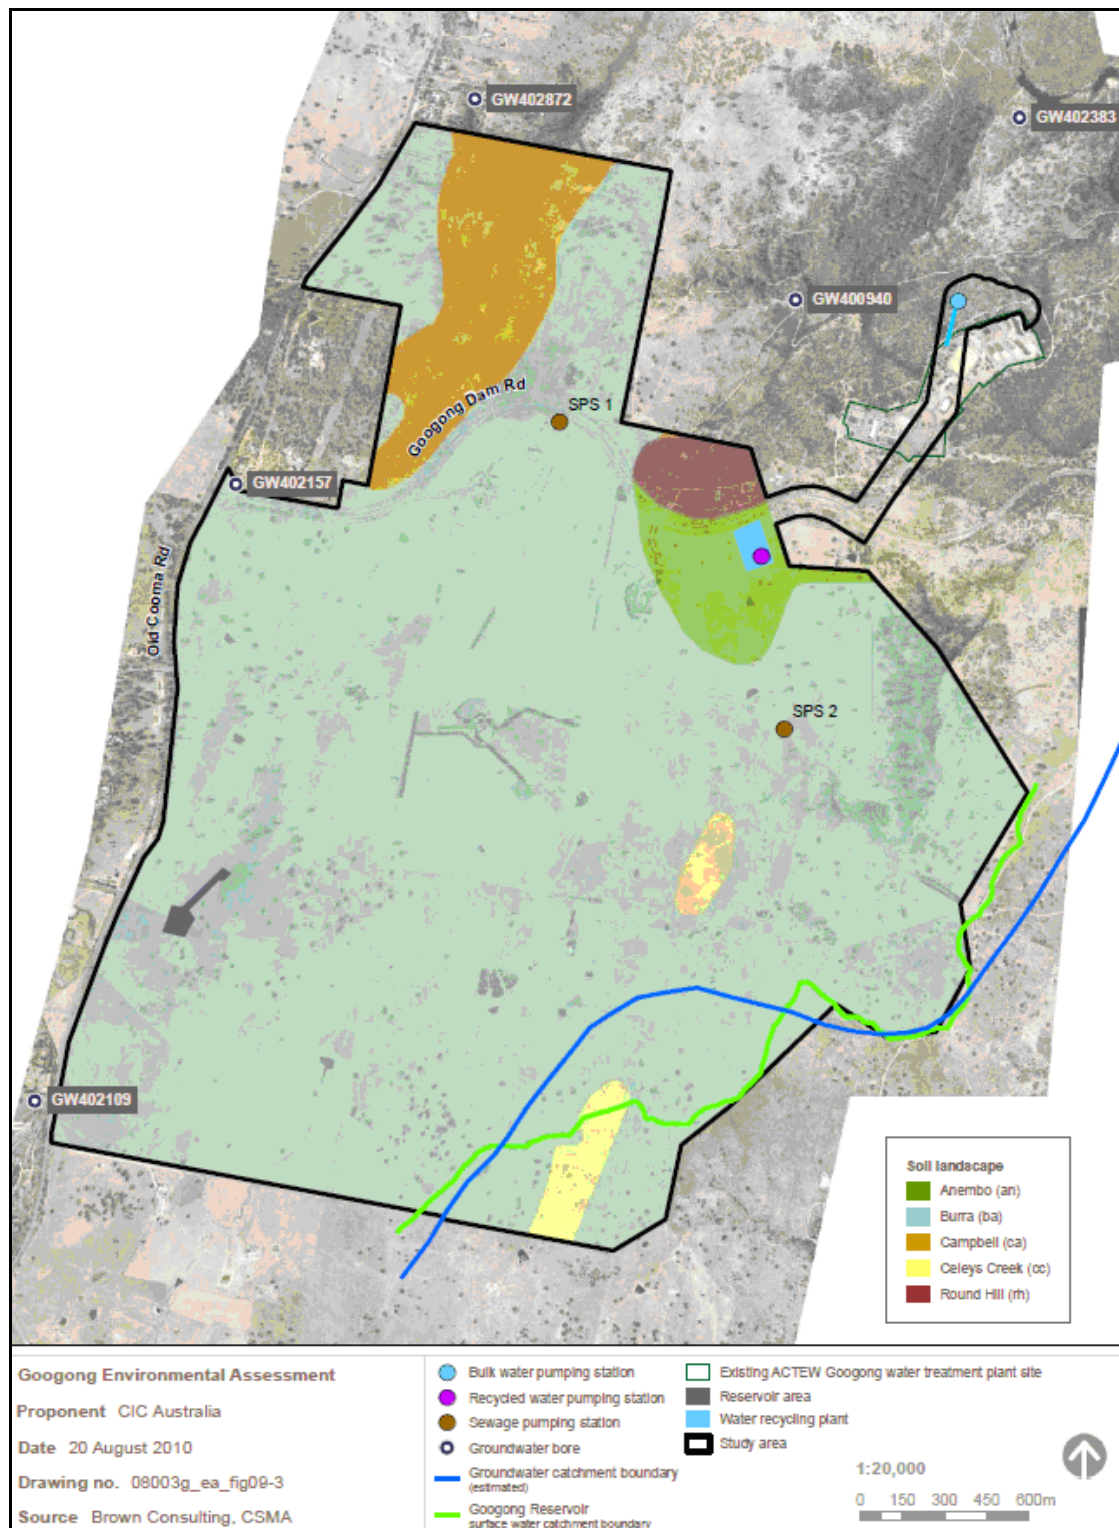 GW402872
GW402383
GW400940
Googong Dam Rd
SPS 1
GW402157
Old Cooma Rd
SPS 2
GW402109
Soil landscape
Anembo (an)
Burra (ba)
Campbell (ca)
Celeys Creek (cc)
Round Hill (rh)
Googong Environmental Assessment
Proponent CIC Australia
Date 20 August 2010
Drawing no. 08003g_ea_fig09-3
Source Brown Consulting, CSMA
Bulk water pumping station
Recycled water pumping station
Sewage pumping station
Groundwater bore
Groundwater catchment boundary
(estimated)
Googong Reservoir
surface water catchment boundary
Existing ACTEW Googong water treatment plant site
Reservoir area
Water recycling plant
Study area
1:20,000
0 150 300 450 600m